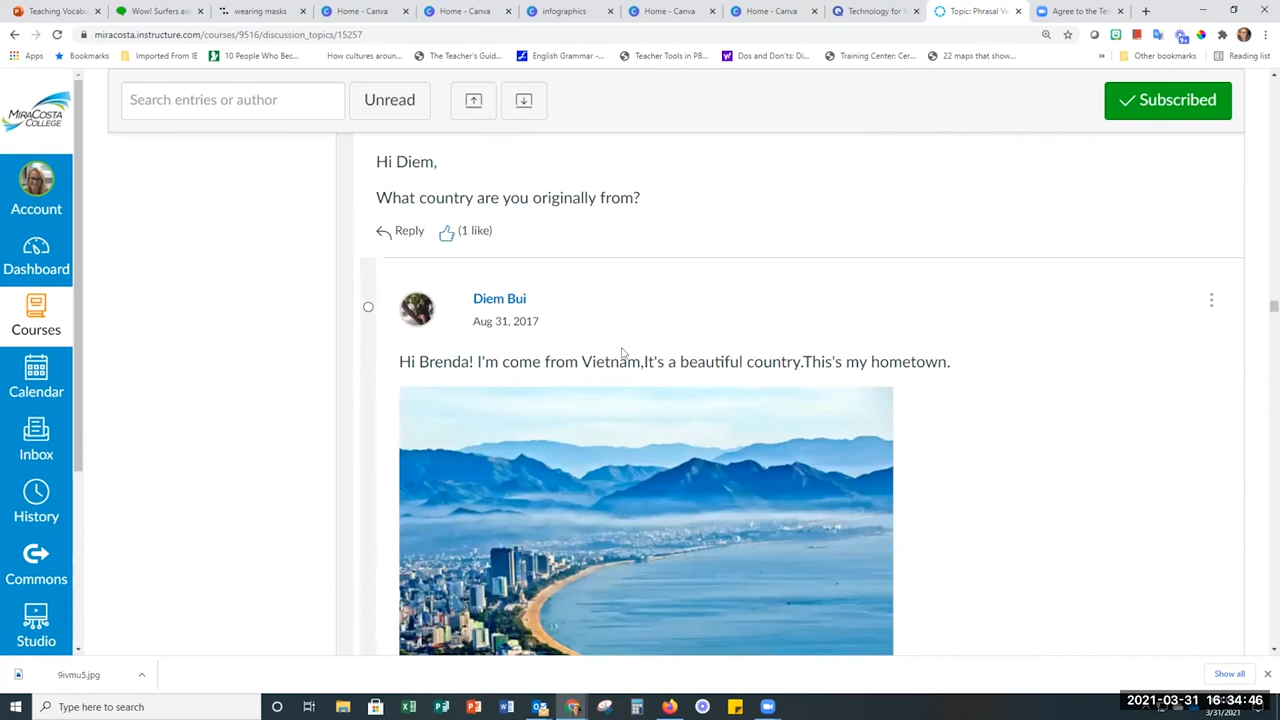 Teaching Vocabu
Wow! Surfers an
wearing masks
Home - Canva
Home - Canva
infographics
Home - Canva
Home - Canva
Technology for l
Topic: Phrasal Ve
Agree to the Ter
miracosta.instructure.com/courses/9516/discussion_topics/15257
Apps
Bookmarks
Imported From IE
10 People Who Bec...
How cultures aroun...
The Teacher's Guid...
English Grammar -...
Teacher Tools in PB...
Dos and Don'ts: Di...
Training Center: Cer...
22 maps that show...
Other bookmarks
Reading list
MIRACOSTA
COLLEGE
Search entries or author
Unread
Subscribed
Account
Dashboard
Courses
Calendar
Inbox
History
Commons
Studio
Hi Diem,
What country are you originally from?
Reply
(1 like)
Diem Bui
Aug 31, 2017
Hi Brenda! I'm come from Vietnam,It's a beautiful country.This's my hometown.
9ivmu5.jpg
Show all
Type here to search
2021-03-31 16:34:46
3/31/2021